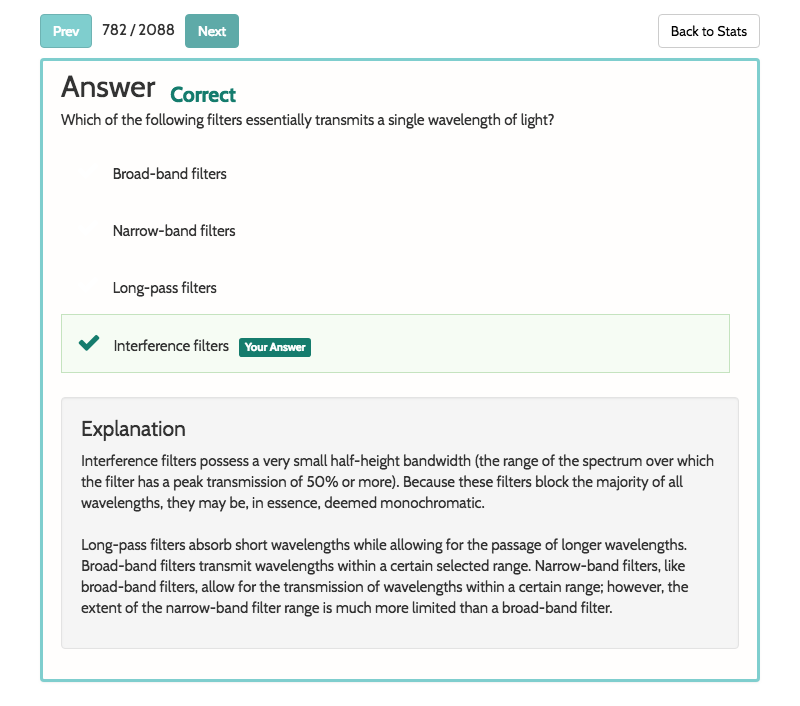 Prev 782 / 2088 Next Back to Stats
Answer Correct
Which of the following filters essentially transmits a single wavelength of light?
Broad-band filters
Narrow-band filters
Long-pass filters
Interference filters Your Answer
Explanation
Interference filters possess a very small half-height bandwidth (the range of the spectrum over which
the filter has a peak transmission of 50% or more). Because these filters block the majority of all
wavelengths, they may be, in essence, deemed monochromatic.
Long-pass filters absorb short wavelengths while allowing for the passage of longer wavelengths.
Broad-band filters transmit wavelengths within a certain selected range. Narrow-band filters, like
broad-band filters, allow for the transmission of wavelengths within a certain range; however, the
extent of the narrow-band filter range is much more limited than a broad-band filter.